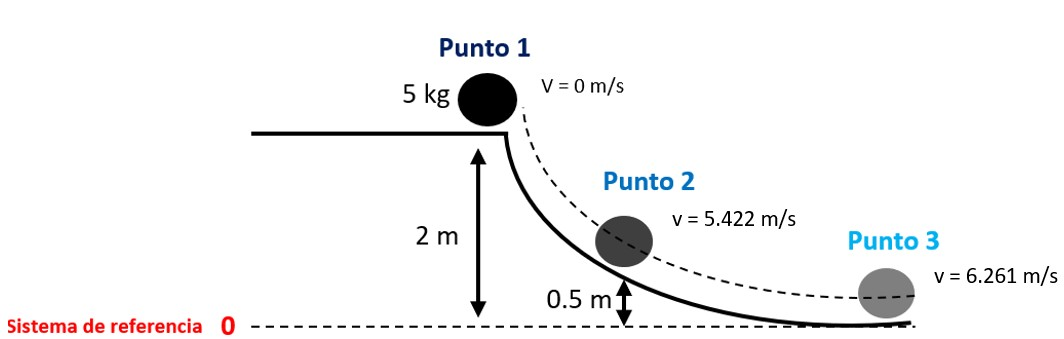 Punto 1
5 kg
V = 0 m/s
Punto 2
v = 5.422 m/s
2 m
Punto 3
v = 6.261 m/s
0.5 m
Sistema de referencia 0